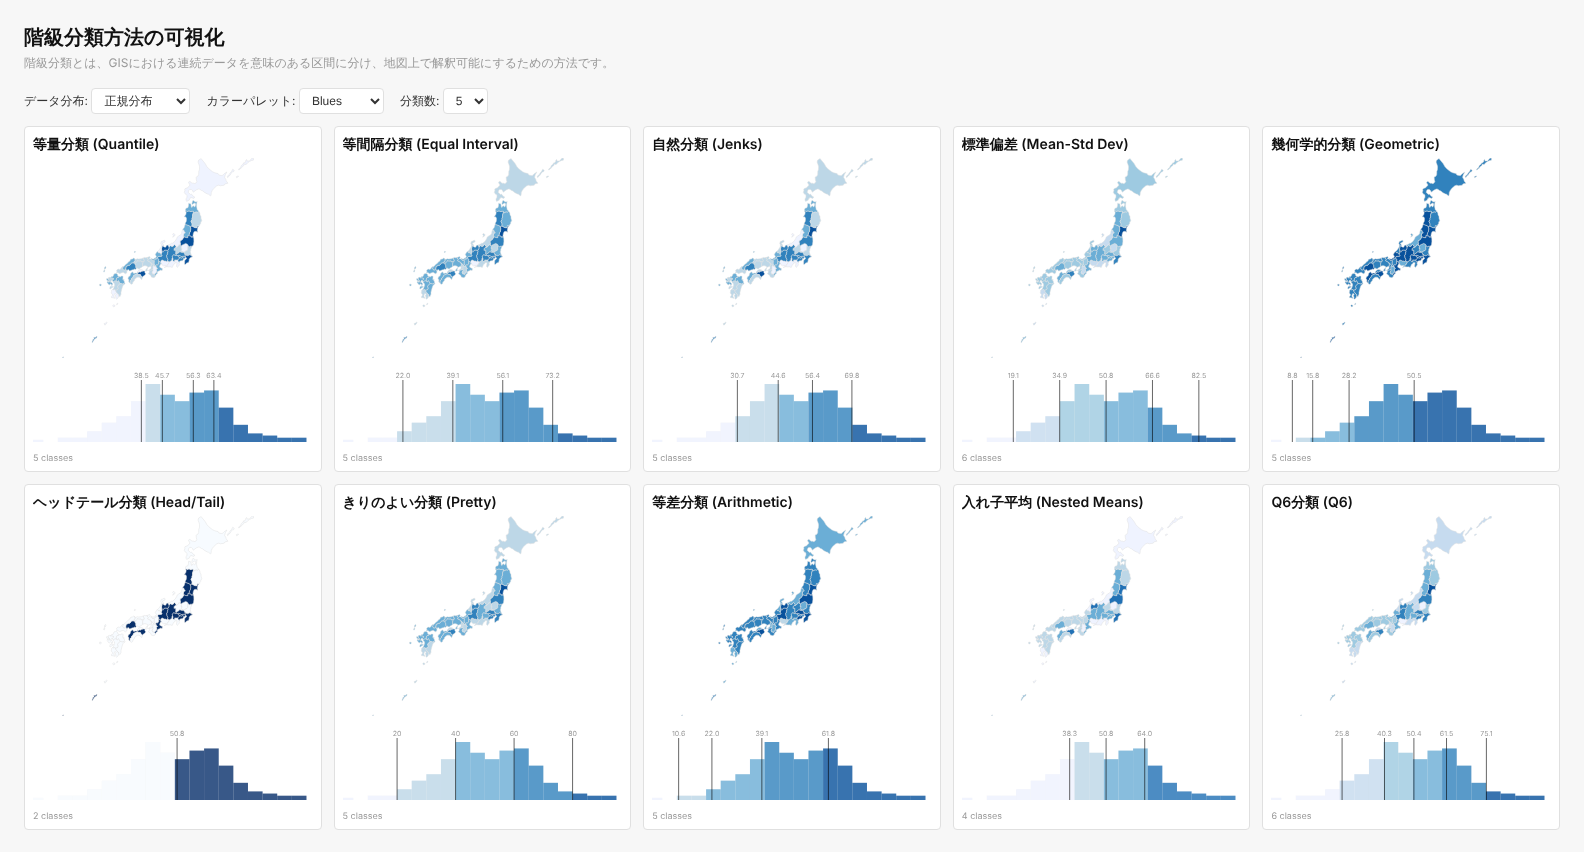 階級分類方法の可視化
階級分類とは、GISにおける連続データを意味のある区間に分け、地図上で解釈可能にするための方法です。
データ分布: 正規分布 カラーパレット: Blues 分類数: 5
等量分類 (Quantile)
38.5 45.7 56.3 63.4
5 classes
等間隔分類 (Equal Interval)
22.0 39.1 56.1 73.2
5 classes
自然分類 (Jenks)
30.7 44.6 56.4 69.8
5 classes
標準偏差 (Mean-Std Dev)
19.1 34.9 50.8 66.6 82.5
6 classes
幾何学的分類 (Geometric)
8.8 15.8 28.2 50.5
5 classes
ヘッドテール分類 (Head/Tail)
50.8
2 classes
きりのよい分類 (Pretty)
20 40 60 80
5 classes
等差分類 (Arithmetic)
10.6 22.0 39.1 61.8
5 classes
入れ子平均 (Nested Means)
38.3 50.8 64.0
4 classes
Q6分類 (Q6)
25.8 40.3 50.4 61.5 75.1
6 classes